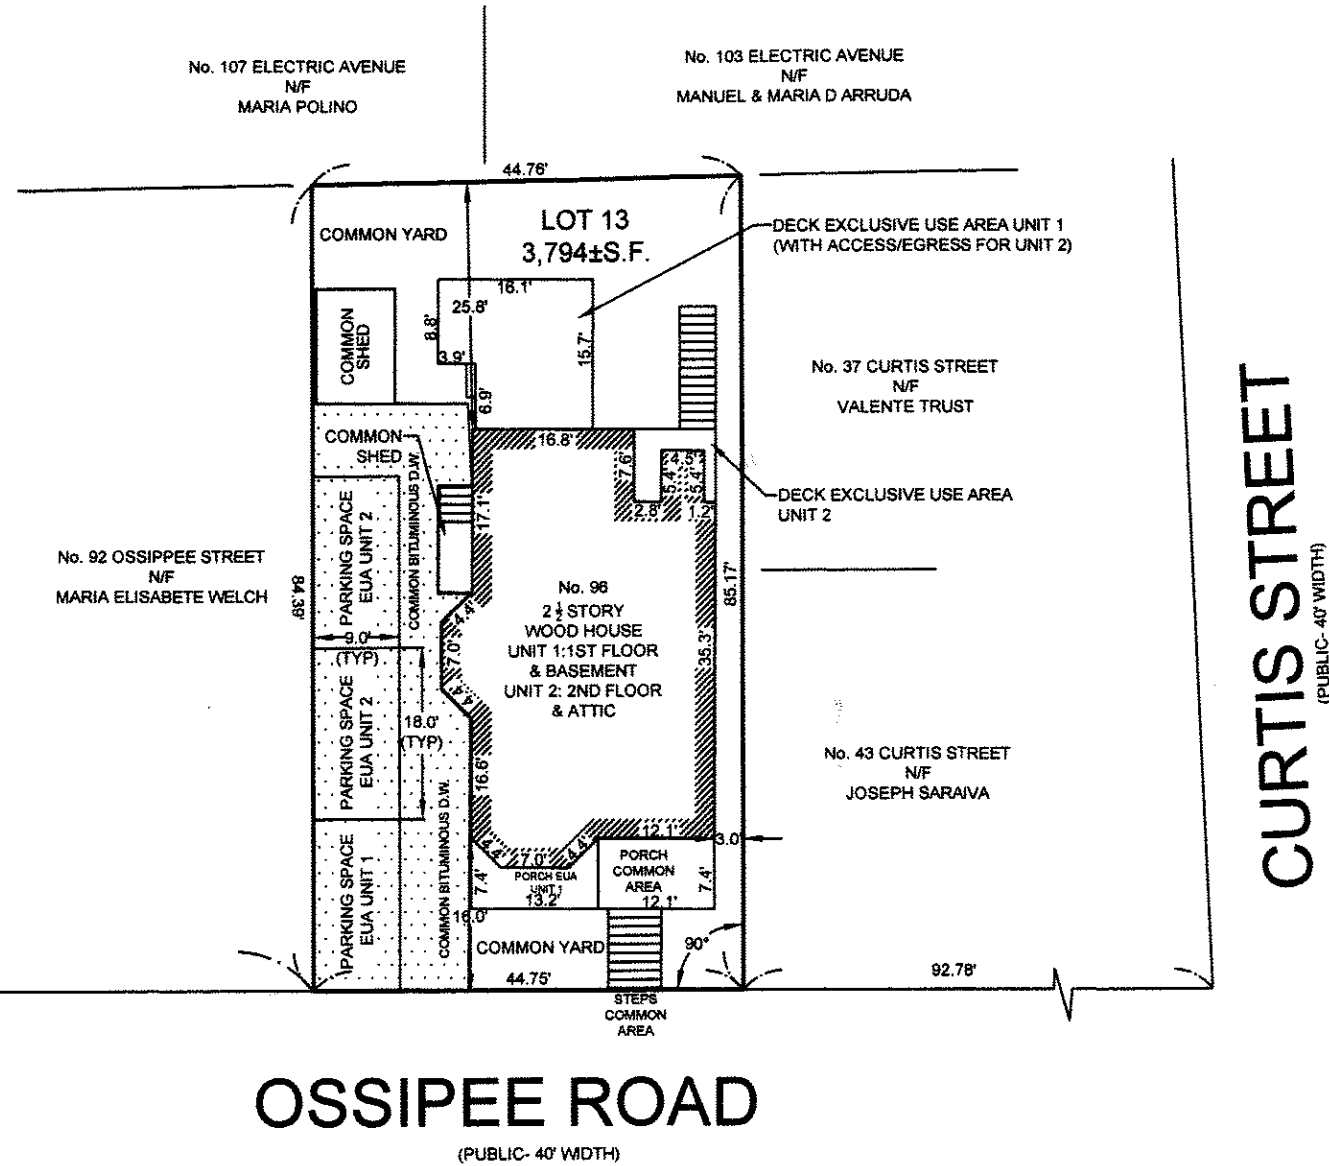 No. 107 ELECTRIC AVENUE
N/F
MARIA POLINO
No. 103 ELECTRIC AVENUE
N/F
MANUEL & MARIA D ARRUDA
44.76'
COMMON YARD
LOT 13
3,794±S.F.
DECK EXCLUSIVE USE AREA UNIT 1
(WITH ACCESS/EGRESS FOR UNIT 2)
16.1'
25.8'
8.8'
3.9'
15.7'
6.9'
COMMON
SHED
No. 37 CURTIS STREET
N/F
VALENTE TRUST
COMMON
SHED
16.8'
7.6'
4.5'
5.4'
5.4'
2.8'
1.2'
DECK EXCLUSIVE USE AREA
UNIT 2
17.1'
PARKING SPACE
EUA UNIT 2
COMMON BITUMINOUS D.W.
No. 92 OSSIPPEE STREET
N/F
MARIA ELISABETE WELCH
84.39'
85.17'
No. 96
2 ½ STORY
WOOD HOUSE
UNIT 1:1ST FLOOR
& BASEMENT
UNIT 2: 2ND FLOOR
& ATTIC
4.4'
7.0'
4.4'
35.3'
9.0'
(TYP)
18.0'
(TYP)
PARKING SPACE
EUA UNIT 2
16.6'
No. 43 CURTIS STREET
N/F
JOSEPH SARAIVA
COMMON BITUMINOUS D.W.
PARKING SPACE
EUA UNIT 1
4.4'
7.0'
4.4'
12.1'
3.0'
PORCH EUA
UNIT 1
13.2'
PORCH
COMMON
AREA
12.1'
7.4'
7.4'
16.0'
COMMON YARD
90°
44.75'
92.78'
STEPS
COMMON
AREA
CURTIS STREET
(PUBLIC- 40' WIDTH)
OSSIPEE ROAD
(PUBLIC- 40' WIDTH)